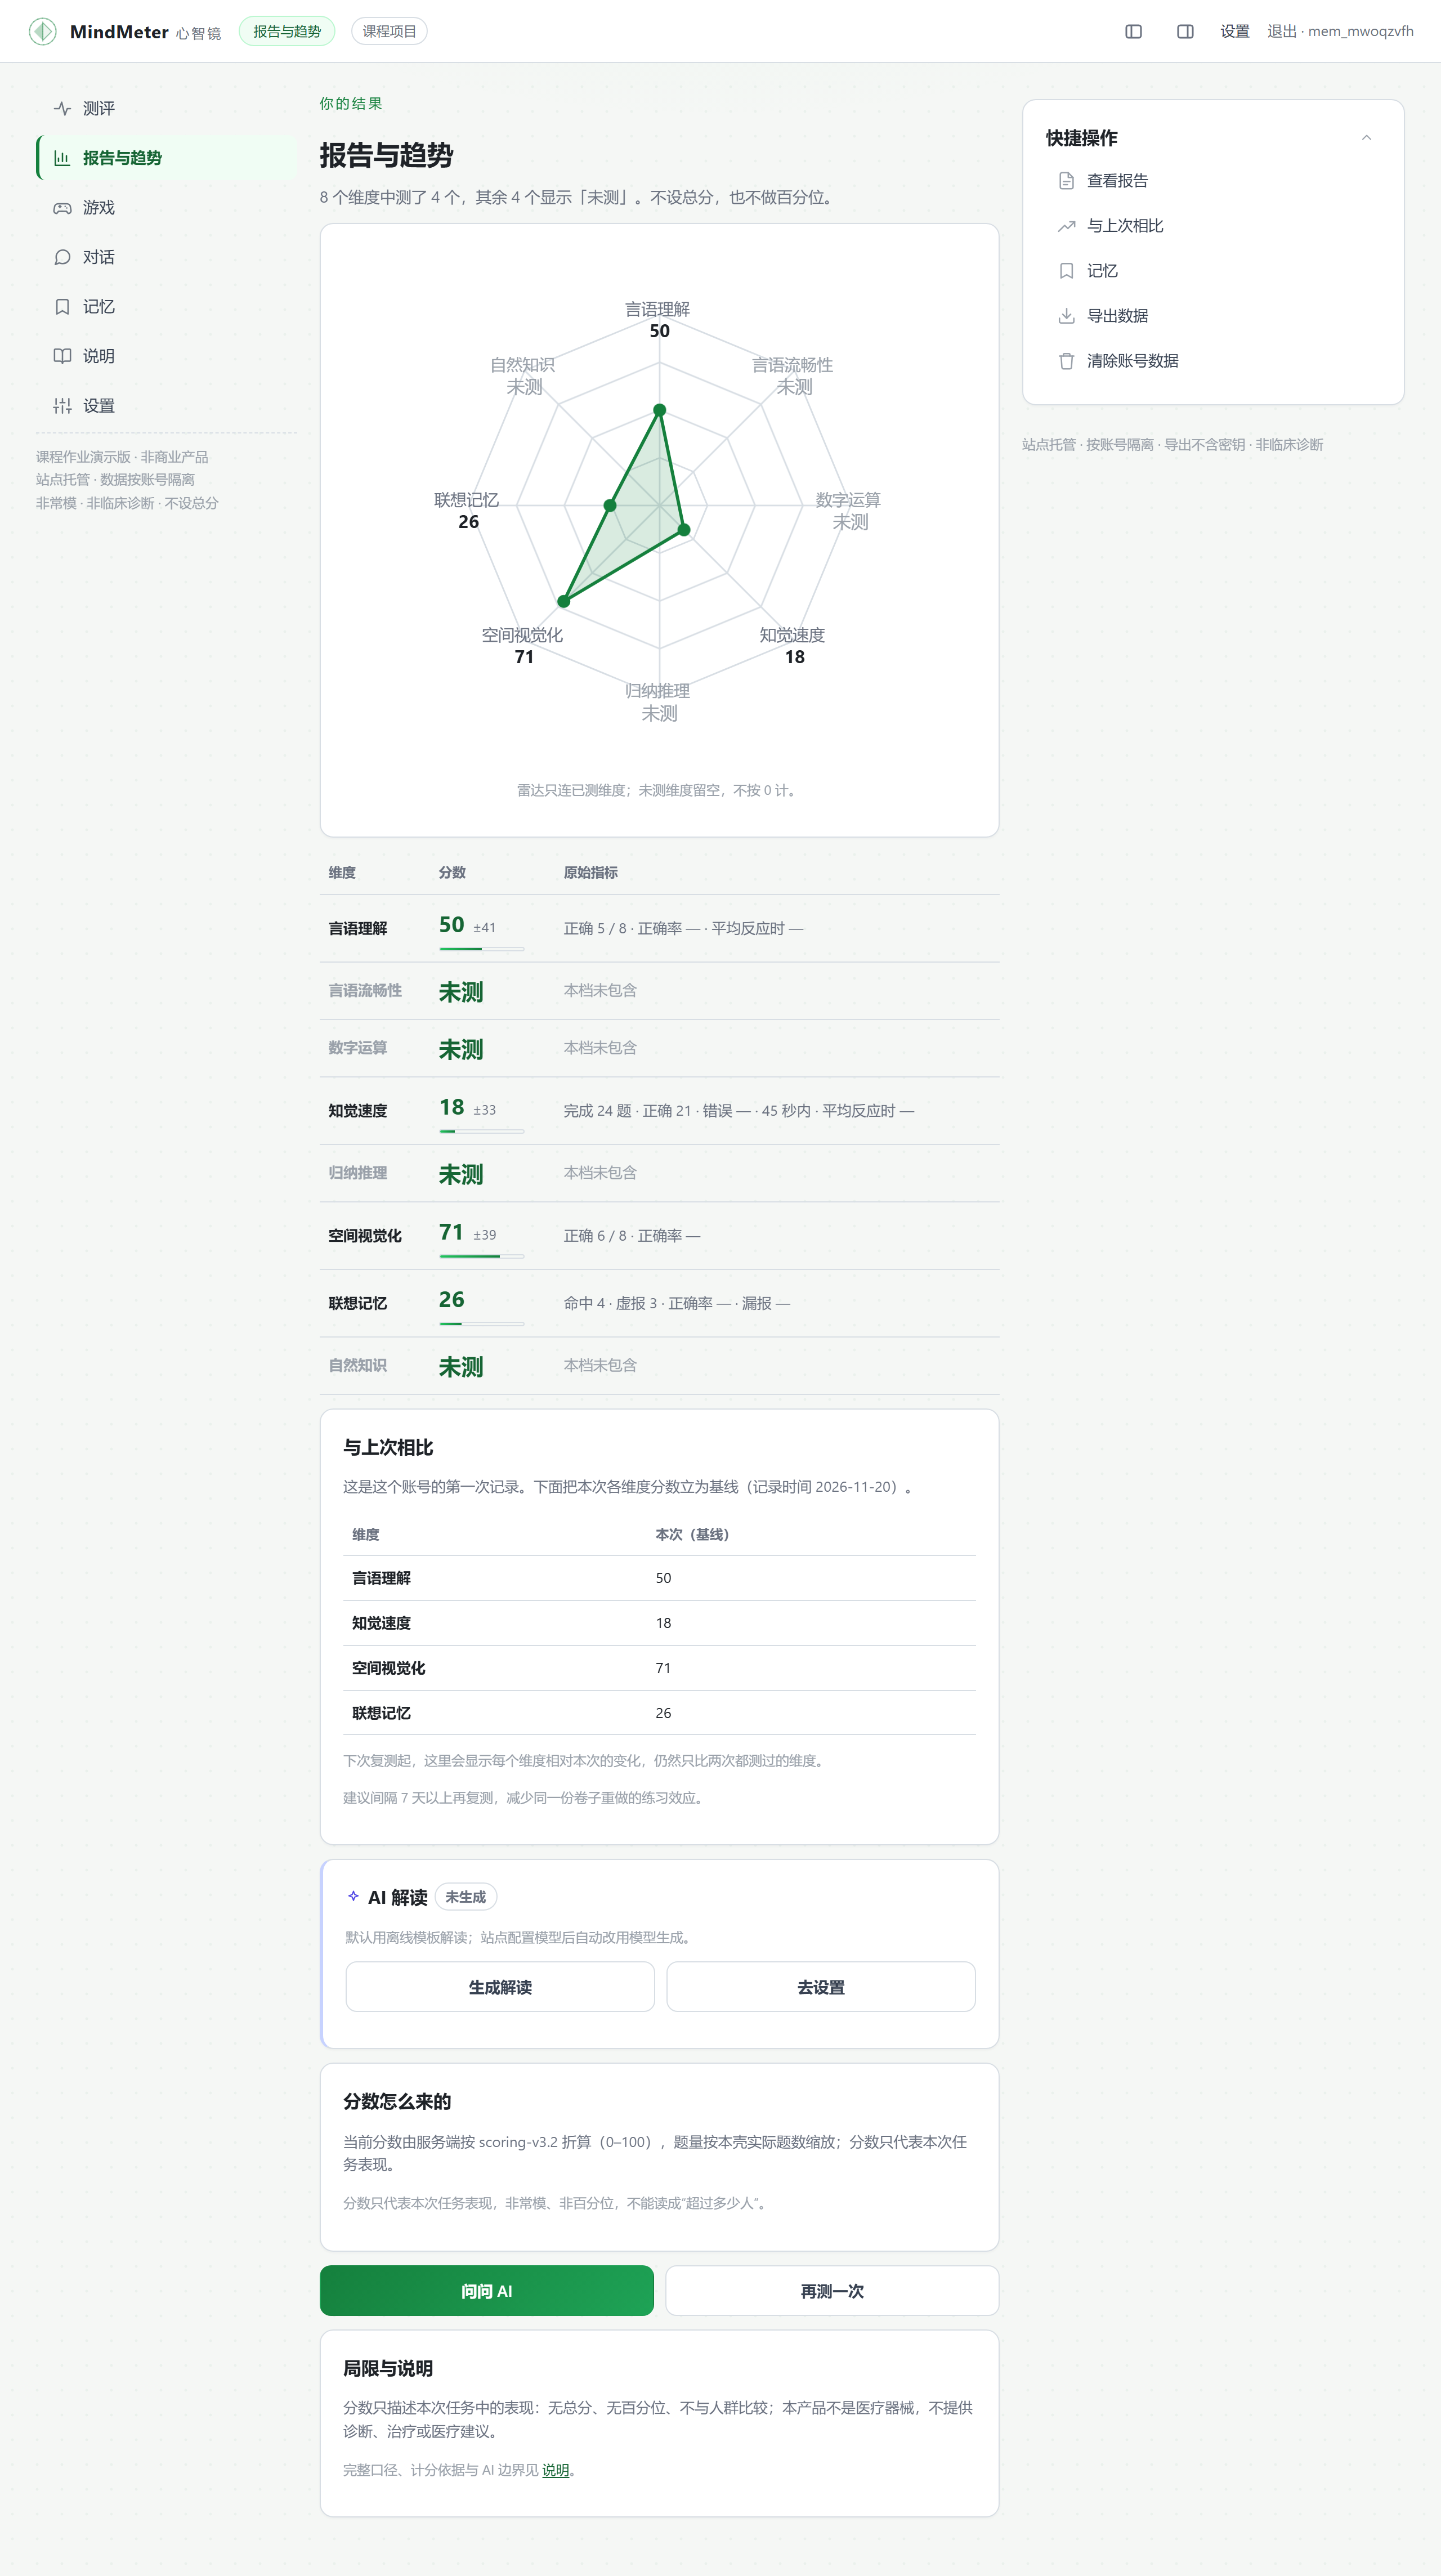 MindMeter 心智镜 报告与趋势 课程项目 设置 退出 · mem_mwoqzvfh
测评
报告与趋势
游戏
对话
记忆
说明
设置
课程作业演示版 · 非商业产品
站点托管 · 数据按账号隔离
非常模 · 非临床诊断 · 不设总分
你的结果
报告与趋势
8 个维度中测了 4 个，其余 4 个显示「未测」。不设总分，也不做百分位。
言语理解
50
言语流畅性
未测
数字运算
未测
知觉速度
18
归纳推理
未测
空间视觉化
71
联想记忆
26
自然知识
未测
雷达只连已测维度；未测维度留空，不按 0 计。
维度 分数 原始指标
言语理解 50 ±41 正确 5 / 8 · 正确率 — · 平均反应时 —
言语流畅性 未测 本档未包含
数字运算 未测 本档未包含
知觉速度 18 ±33 完成 24 题 · 正确 21 · 错误 — · 45 秒内 · 平均反应时 —
归纳推理 未测 本档未包含
空间视觉化 71 ±39 正确 6 / 8 · 正确率 —
联想记忆 26 命中 4 · 虚报 3 · 正确率 — · 漏报 —
自然知识 未测 本档未包含
与上次相比
这是这个账号的第一次记录。下面把本次各维度分数立为基线（记录时间 2026-11-20）。
维度 本次（基线）
言语理解 50
知觉速度 18
空间视觉化 71
联想记忆 26
下次复测起，这里会显示每个维度相对本次的变化，仍然只比两次都测过的维度。
建议间隔 7 天以上再复测，减少同一份卷子重做的练习效应。
AI 解读 未生成
默认用离线模板解读；站点配置模型后自动改用模型生成。
生成解读 去设置
分数怎么来的
当前分数由服务端按 scoring-v3.2 折算（0–100），题量按本壳实际题数缩放；分数只代表本次任
务表现。
分数只代表本次任务表现，非常模、非百分位，不能读成“超过多少人”。
问问 AI 再测一次
局限与说明
分数只描述本次任务中的表现：无总分、无百分位、不与人群比较；本产品不是医疗器械，不提供
诊断、治疗或医疗建议。
完整口径、计分依据与 AI 边界见 说明。
快捷操作
查看报告
与上次相比
记忆
导出数据
清除账号数据
站点托管 · 按账号隔离 · 导出不含密钥 · 非临床诊断